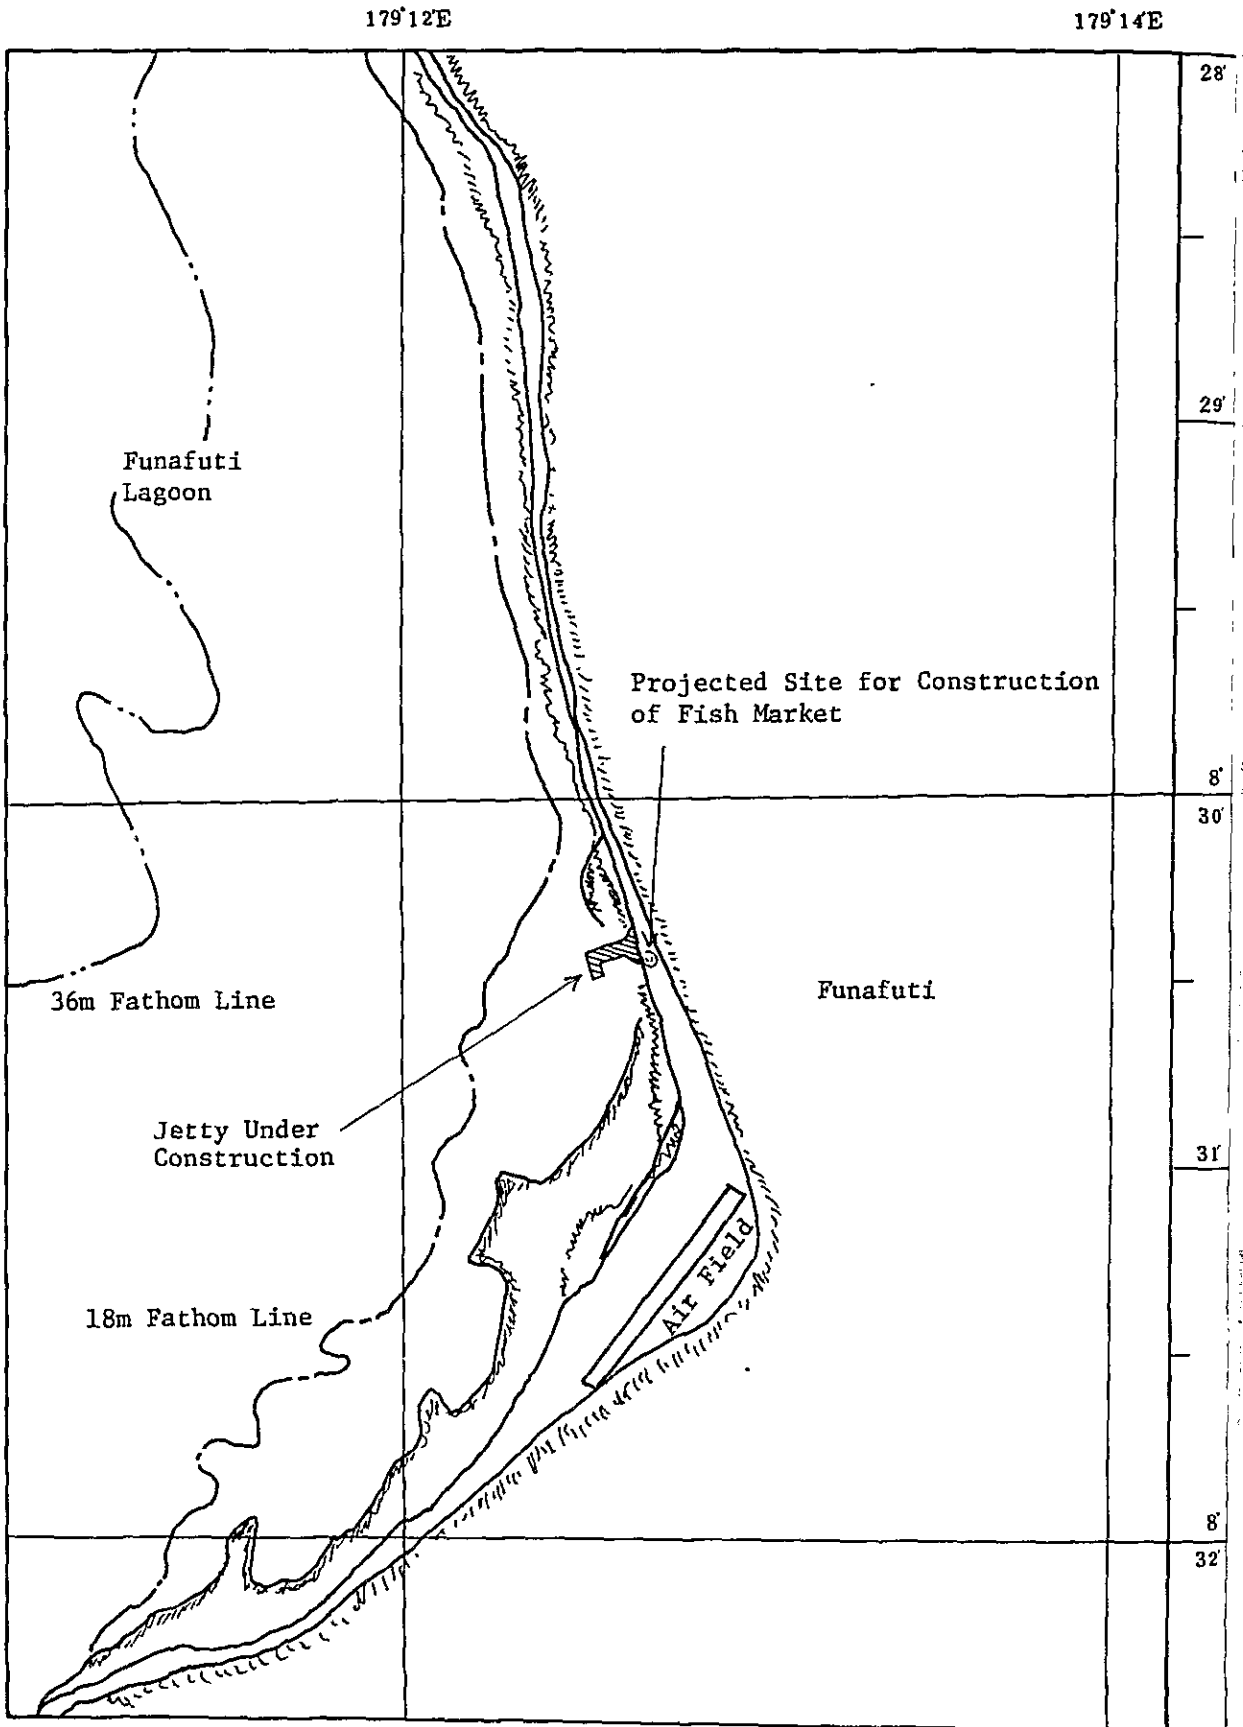 179°12'E
179°14'E
28'
29'
Funafuti
Lagoon
Projected Site for Construction
of Fish Market
8°
30'
36m Fathom Line
Funafuti
Jetty Under
Construction
31'
Air Field
18m Fathom Line
8°
32'